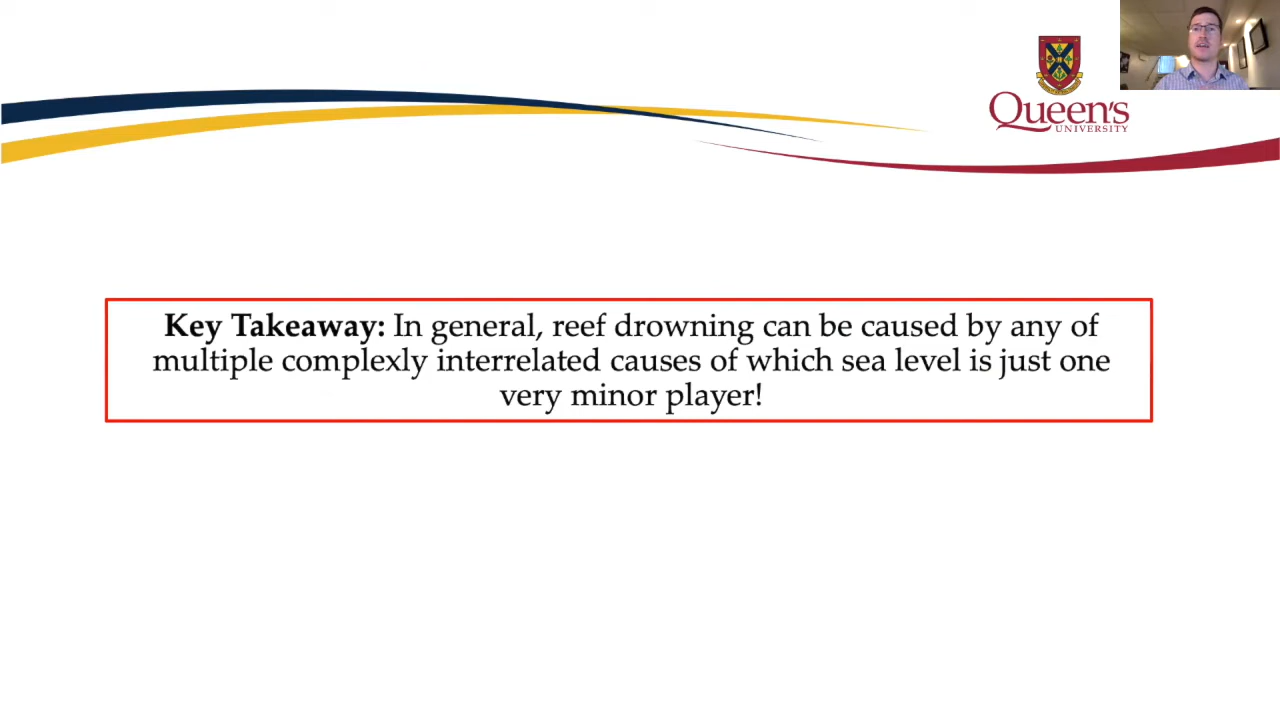 Queen's
UNIVERSITY
Key Takeaway: In general, reef drowning can be caused by any of
multiple complexly interrelated causes of which sea level is just one
very minor player!